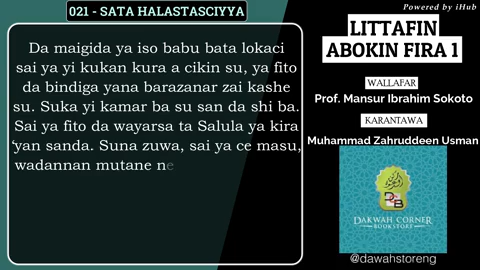 021 - SATA HALASTASCIYYA
Da maigida ya iso babu bata lokaci
sai ya yi kukan kura a cikin su, ya fito
da bindiga yana barazanar zai kashe
su. Suka yi kamar ba su san da shi ba.
Sai ya fito da wayarsa ta Salula ya kira
'yan sanda. Suna zuwa, sai ya ce masu,
wadannan mutane ne
Powered by iHub
LITTAFIN
ABOKIN FIRA 1
WALLAFAR
Prof. Mansur Ibrahim Sokoto
KARANTAWA
Muhammad Zahruddeen Usman
DAKWAH CORNER
BOOKSTORE
@dawahstoreng